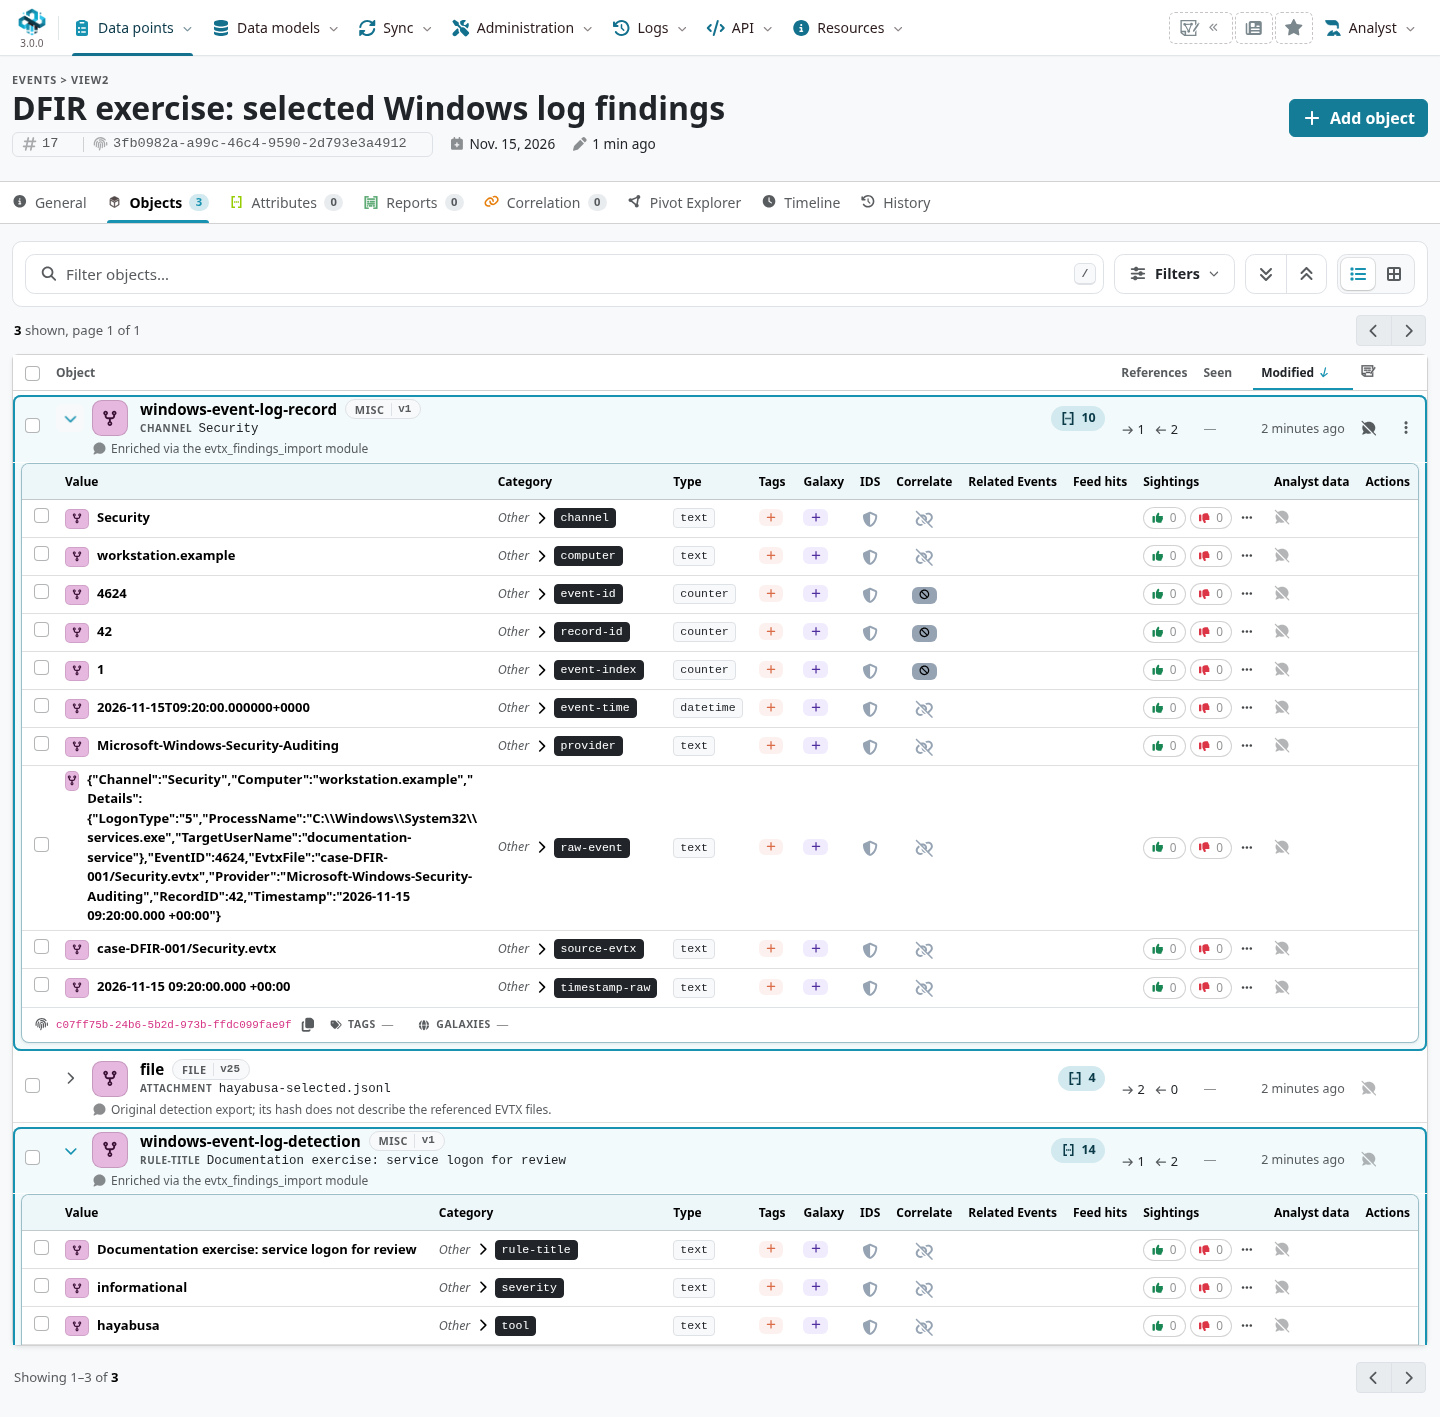 Data points
Data models
Sync
Administration
Logs
API
Resources
Analyst
3.0.0
EVENTS > VIEW2
DFIR exercise: selected Windows log findings
Add object
17 3fb0982a-a99c-46c4-9590-2d793e3a4912 Nov. 15, 2026 1 min ago
General Objects 3 Attributes 0 Reports 0 Correlation 0 Pivot Explorer Timeline History
Filter objects... / Filters
3 shown, page 1 of 1
Object References Seen Modified
windows-event-log-record MISC v1
CHANNEL Security
10 → 1 ← 2 — 2 minutes ago
Enriched via the evtx_findings_import module
Value Category Type Tags Galaxy IDS Correlate Related Events Feed hits Sightings Analyst data Actions
Security Other channel text + + 0 0
workstation.example Other computer text + + 0 0
4624 Other event-id counter + + 0 0
42 Other record-id counter + + 0 0
1 Other event-index counter + + 0 0
2026-11-15T09:20:00.000000+0000 Other event-time datetime + + 0 0
Microsoft-Windows-Security-Auditing Other provider text + + 0 0
{"Channel":"Security","Computer":"workstation.example","
Details":
{"LogonType":"5","ProcessName":"C:\\Windows\\System32\\
services.exe","TargetUserName":"documentation-
service"},"EventID":4624,"EvtxFile":"case-DFIR-
001/Security.evtx","Provider":"Microsoft-Windows-Security-
Auditing","RecordID":42,"Timestamp":"2026-11-15
09:20:00.000 +00:00"}
Other raw-event text + + 0 0
case-DFIR-001/Security.evtx Other source-evtx text + + 0 0
2026-11-15 09:20:00.000 +00:00 Other timestamp-raw text + + 0 0
c07ff75b-24b6-5b2d-973b-ffdc099fae9f TAGS — GALAXIES —
file FILE v25
ATTACHMENT hayabusa-selected.jsonl
4 → 2 ← 0 — 2 minutes ago
Original detection export; its hash does not describe the referenced EVTX files.
windows-event-log-detection MISC v1
RULE-TITLE Documentation exercise: service logon for review
14 → 1 ← 2 — 2 minutes ago
Enriched via the evtx_findings_import module
Value Category Type Tags Galaxy IDS Correlate Related Events Feed hits Sightings Analyst data Actions
Documentation exercise: service logon for review Other rule-title text + + 0 0
informational Other severity text + + 0 0
hayabusa Other tool text + + 0 0
Showing 1–3 of 3